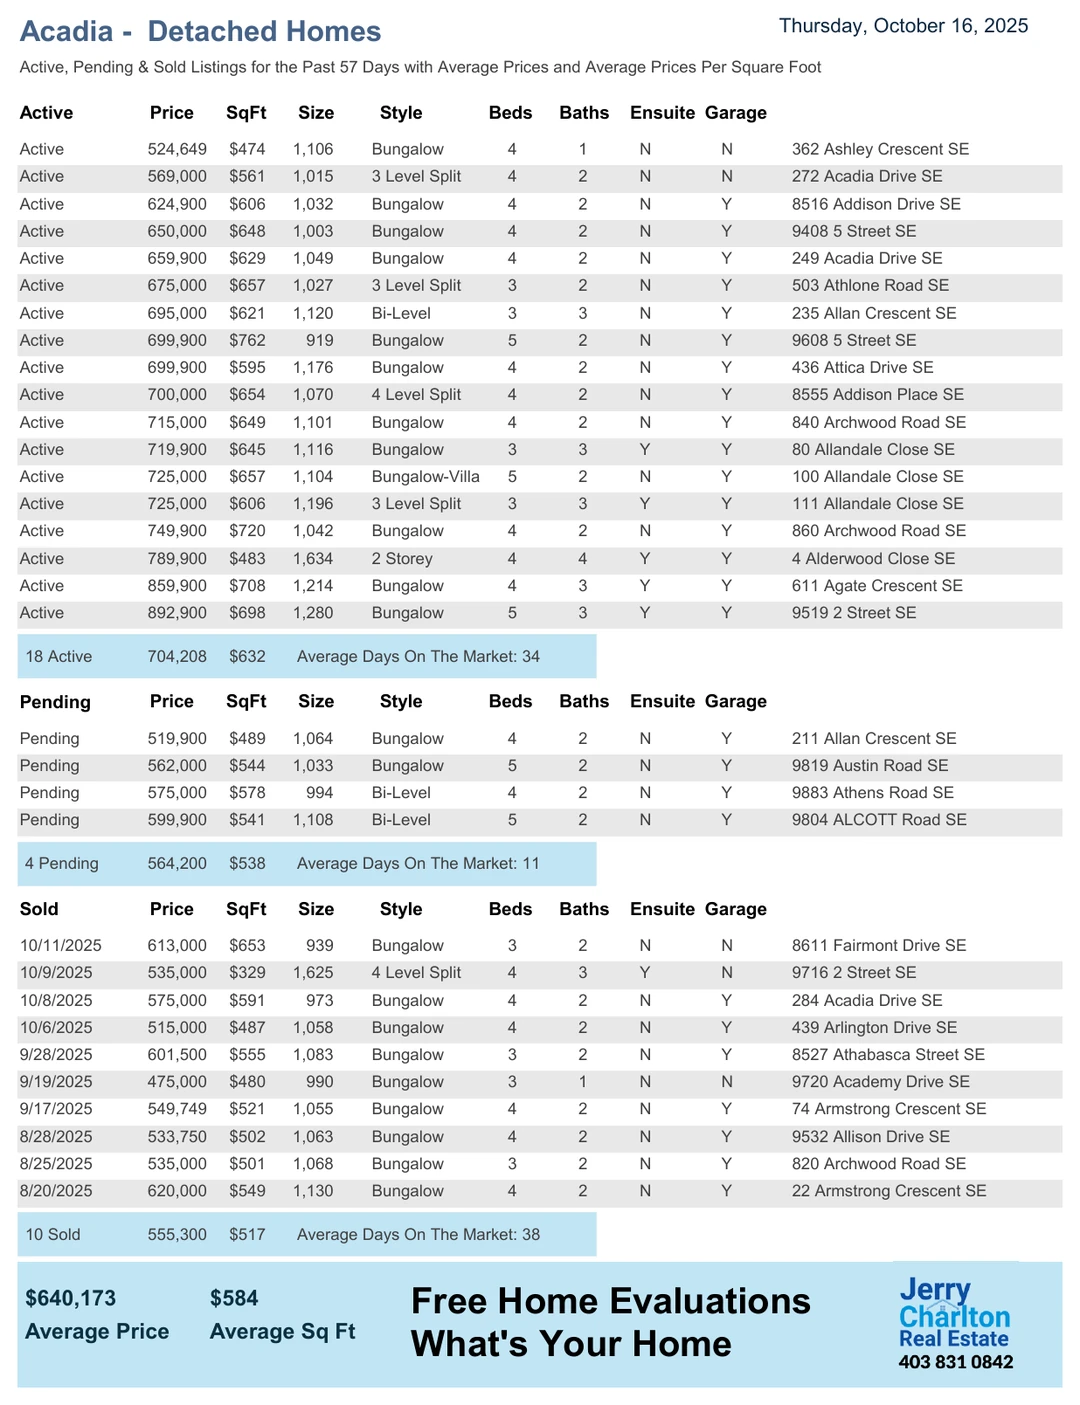 Acadia - Detached Homes
Thursday, October 16, 2025
Active, Pending & Sold Listings for the Past 57 Days with Average Prices and Average Prices Per Square Foot
Active Price SqFt Size Style Beds Baths Ensuite Garage
Active 524,649 $474 1,106 Bungalow 4 1 N N 362 Ashley Crescent SE
Active 569,000 $561 1,015 3 Level Split 4 2 N N 272 Acadia Drive SE
Active 624,900 $606 1,032 Bungalow 4 2 N Y 8516 Addison Drive SE
Active 650,000 $648 1,003 Bungalow 4 2 N Y 9408 5 Street SE
Active 659,900 $629 1,049 Bungalow 4 2 N Y 249 Acadia Drive SE
Active 675,000 $657 1,027 3 Level Split 3 2 N Y 503 Athlone Road SE
Active 695,000 $621 1,120 Bi-Level 3 3 N Y 235 Allan Crescent SE
Active 699,900 $762 919 Bungalow 5 2 N Y 9608 5 Street SE
Active 699,900 $595 1,176 Bungalow 4 2 N Y 436 Attica Drive SE
Active 700,000 $654 1,070 4 Level Split 4 2 N Y 8555 Addison Place SE
Active 715,000 $649 1,101 Bungalow 4 2 N Y 840 Archwood Road SE
Active 719,900 $645 1,116 Bungalow 3 3 Y Y 80 Allandale Close SE
Active 725,000 $657 1,104 Bungalow-Villa 5 2 N Y 100 Allandale Close SE
Active 725,000 $606 1,196 3 Level Split 3 3 Y Y 111 Allandale Close SE
Active 749,900 $720 1,042 Bungalow 4 2 N Y 860 Archwood Road SE
Active 789,900 $483 1,634 2 Storey 4 4 Y Y 4 Alderwood Close SE
Active 859,900 $708 1,214 Bungalow 4 3 Y Y 611 Agate Crescent SE
Active 892,900 $698 1,280 Bungalow 5 3 Y Y 9519 2 Street SE
18 Active 704,208 $632 Average Days On The Market: 34
Pending Price SqFt Size Style Beds Baths Ensuite Garage
Pending 519,900 $489 1,064 Bungalow 4 2 N Y 211 Allan Crescent SE
Pending 562,000 $544 1,033 Bungalow 5 2 N Y 9819 Austin Road SE
Pending 575,000 $578 994 Bi-Level 4 2 N Y 9883 Athens Road SE
Pending 599,900 $541 1,108 Bi-Level 5 2 N Y 9804 ALCOTT Road SE
4 Pending 564,200 $538 Average Days On The Market: 11
Sold Price SqFt Size Style Beds Baths Ensuite Garage
10/11/2025 613,000 $653 939 Bungalow 3 2 N N 8611 Fairmont Drive SE
10/9/2025 535,000 $329 1,625 4 Level Split 4 3 Y N 9716 2 Street SE
10/8/2025 575,000 $591 973 Bungalow 4 2 N Y 284 Acadia Drive SE
10/6/2025 515,000 $487 1,058 Bungalow 4 2 N Y 439 Arlington Drive SE
9/28/2025 601,500 $555 1,083 Bungalow 3 2 N Y 8527 Athabasca Street SE
9/19/2025 475,000 $480 990 Bungalow 3 1 N N 9720 Academy Drive SE
9/17/2025 549,749 $521 1,055 Bungalow 4 2 N Y 74 Armstrong Crescent SE
8/28/2025 533,750 $502 1,063 Bungalow 4 2 N Y 9532 Allison Drive SE
8/25/2025 535,000 $501 1,068 Bungalow 3 2 N Y 820 Archwood Road SE
8/20/2025 620,000 $549 1,130 Bungalow 4 2 N Y 22 Armstrong Crescent SE
10 Sold 555,300 $517 Average Days On The Market: 38
$640,173 $584
Average Price Average Sq Ft
Free Home Evaluations
What's Your Home
Jerry
Charlton
Real Estate
403 831 0842